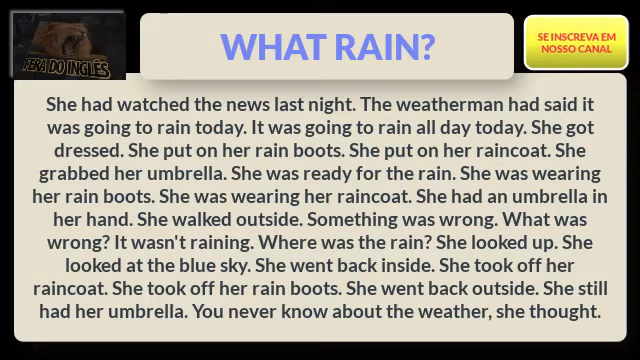 FERA DO INGLÊS
WHAT RAIN?
SE INSCREVA EM
NOSSO CANAL
She had watched the news last night. The weatherman had said it
was going to rain today. It was going to rain all day today. She got
dressed. She put on her rain boots. She put on her raincoat. She
grabbed her umbrella. She was ready for the rain. She was wearing
her rain boots. She was wearing her raincoat. She had an umbrella in
her hand. She walked outside. Something was wrong. What was
wrong? It wasn't raining. Where was the rain? She looked up. She
looked at the blue sky. She went back inside. She took off her
raincoat. She took off her rain boots. She went back outside. She still
had her umbrella. You never know about the weather, she thought.